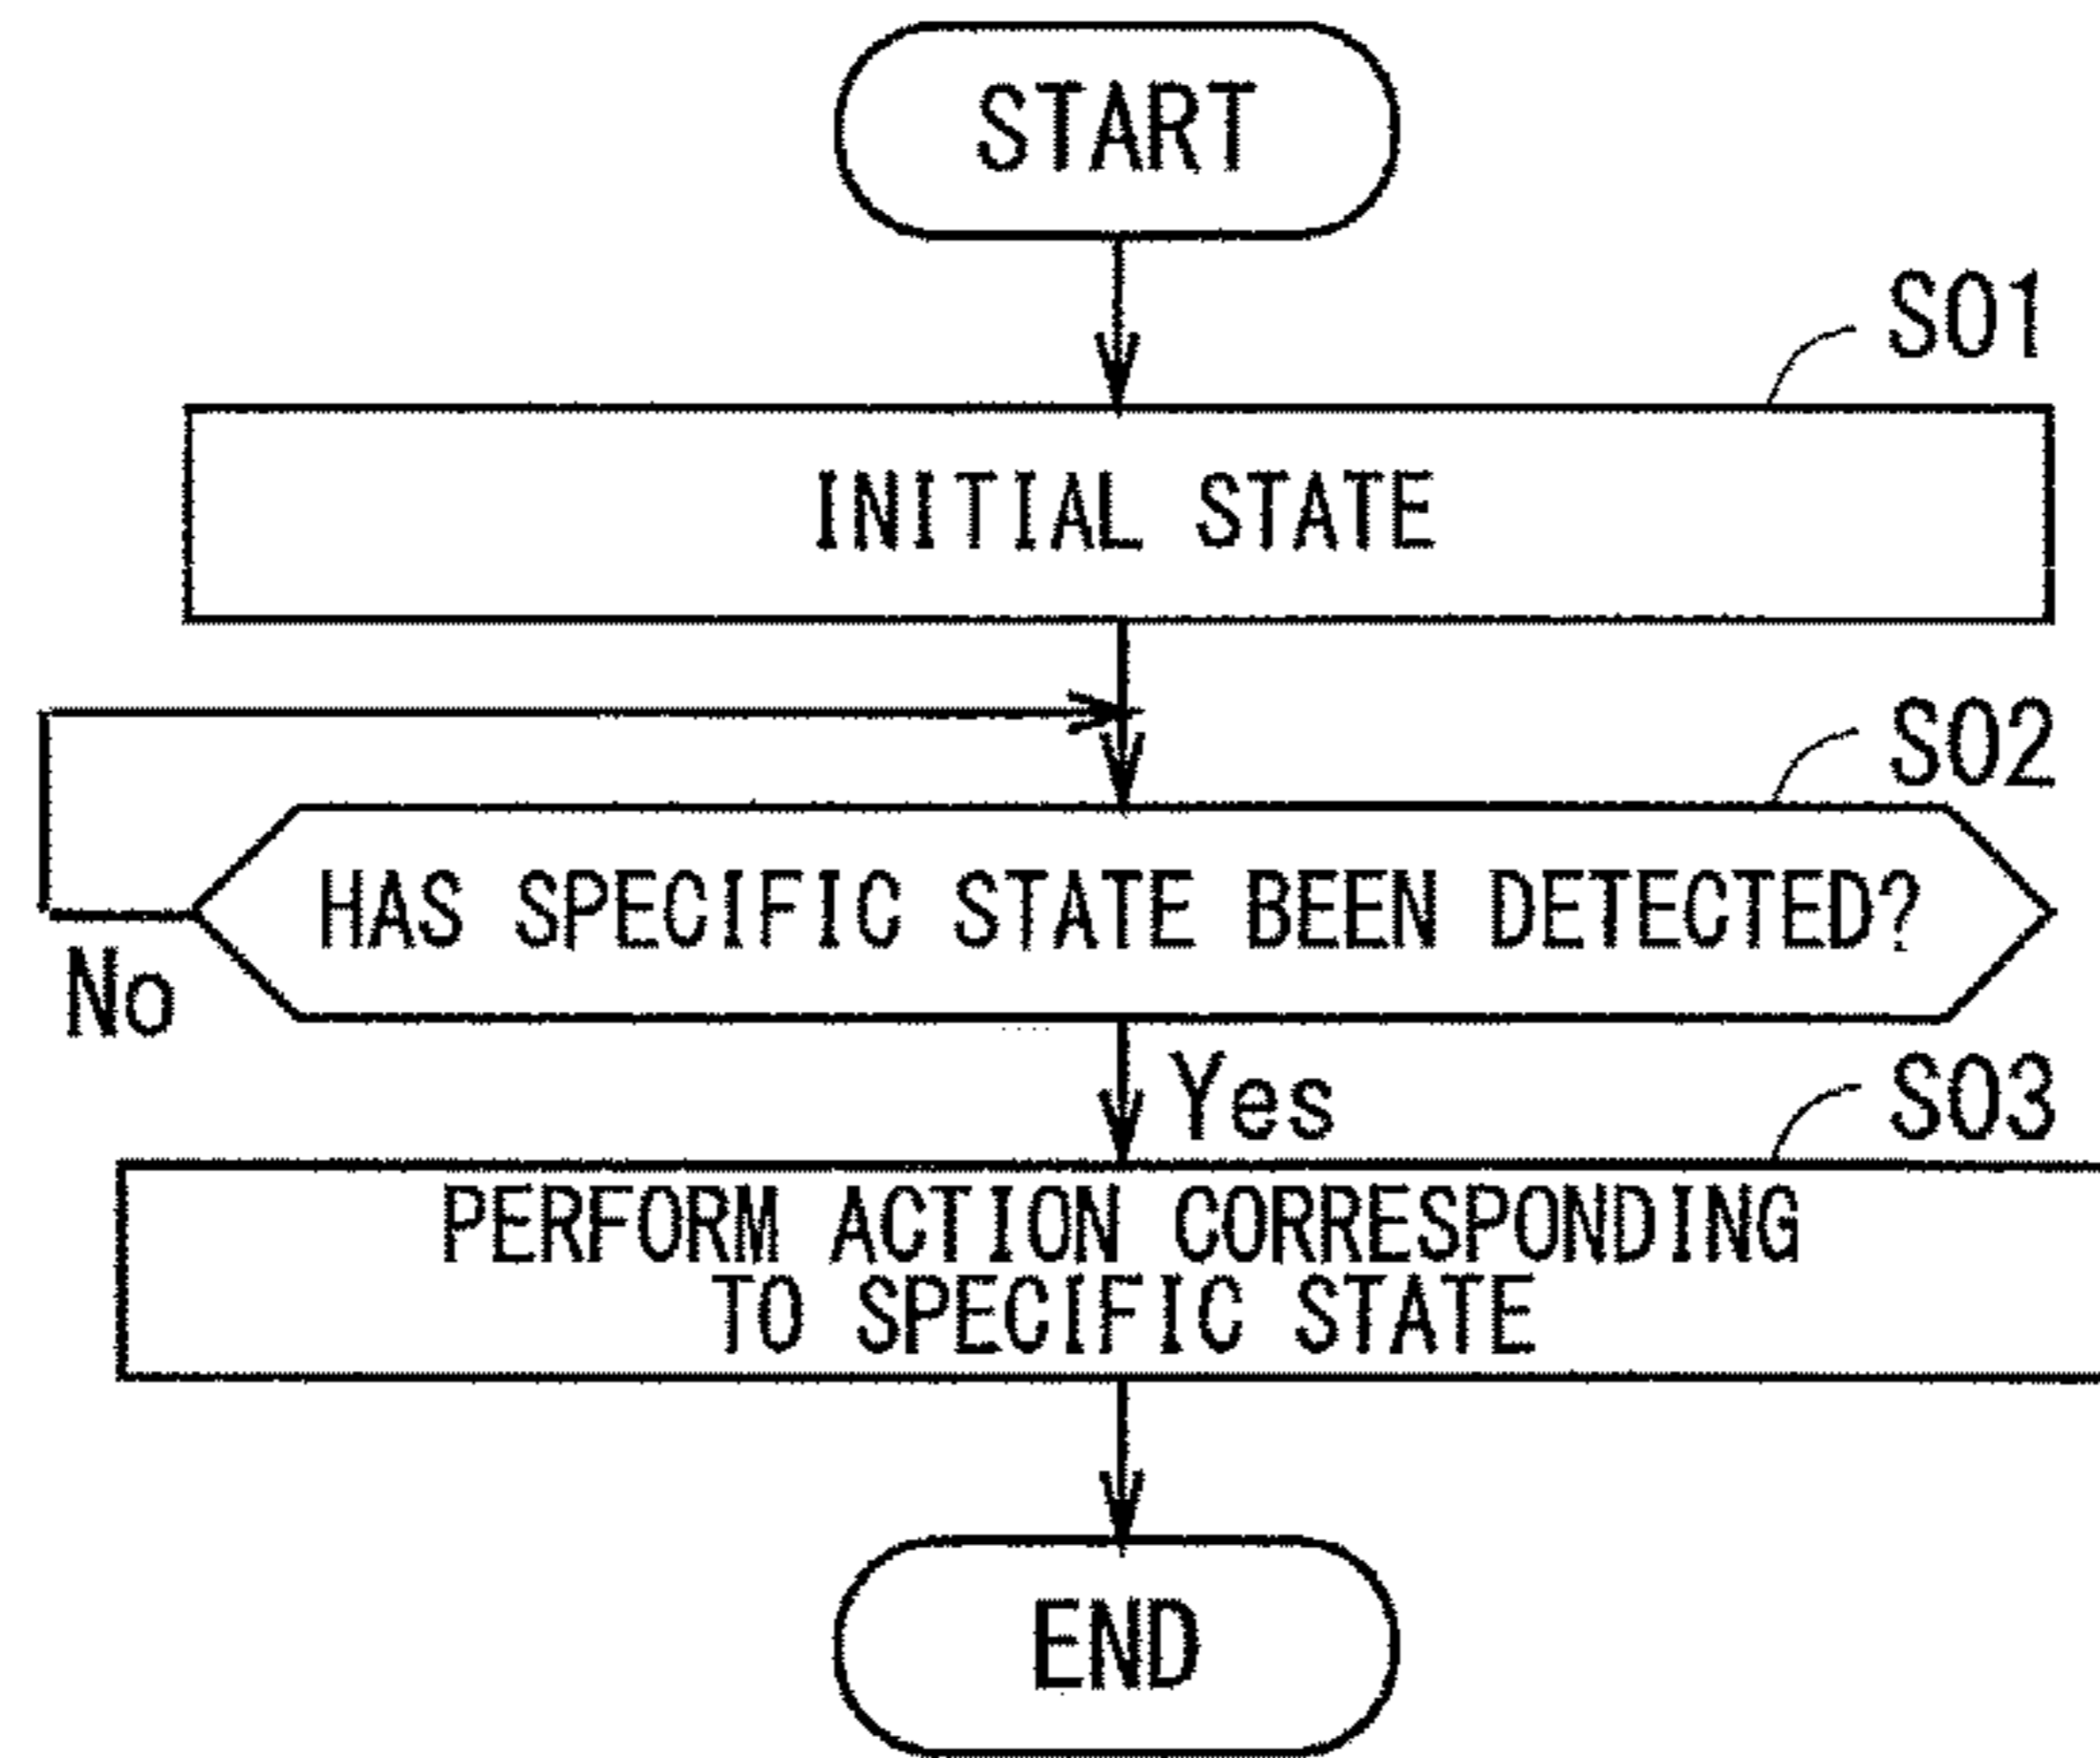 START
S01
INITIAL STATE
S02
HAS SPECIFIC STATE BEEN DETECTED?
No
Yes
S03
PERFORM ACTION CORRESPONDING
TO SPECIFIC STATE
END